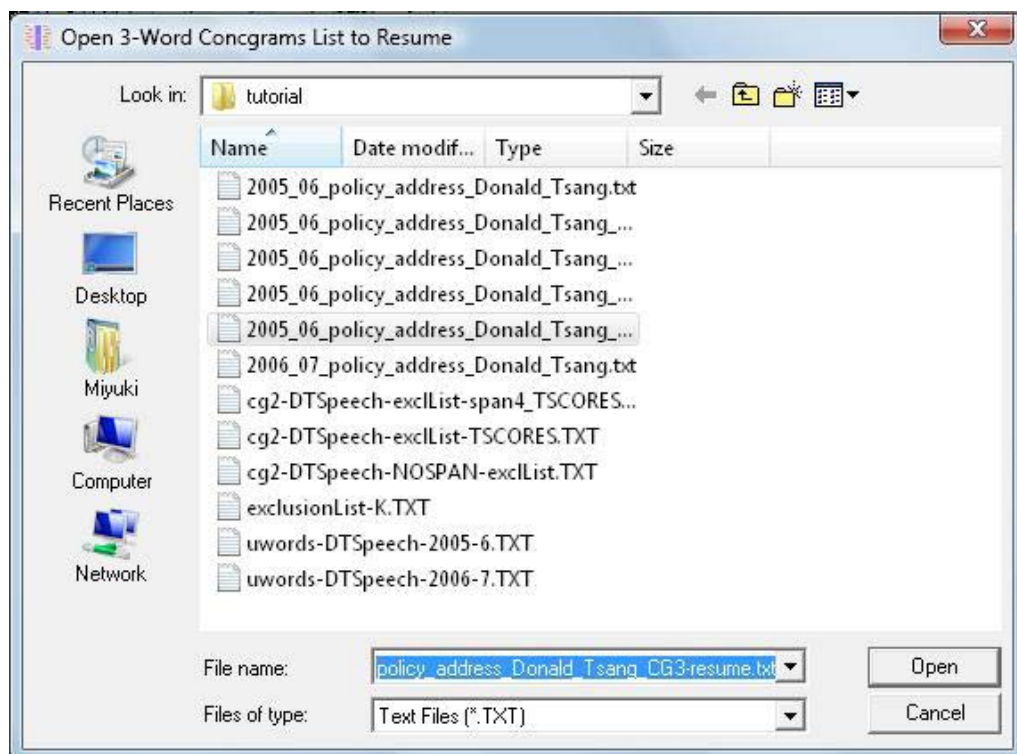 Open 3-Word Concgrams List to Resume
Look in: tutorial
Name Date modif... Type Size
Recent Places
Desktop
Miyuki
Computer
Network
2005_06_policy_address_Donald_Tsang.txt
2005_06_policy_address_Donald_Tsang_...
2005_06_policy_address_Donald_Tsang_...
2005_06_policy_address_Donald_Tsang_...
2005_06_policy_address_Donald_Tsang_...
2006_07_policy_address_Donald_Tsang.txt
cg2-DTSpeech-exclList-span4_TSCORES...
cg2-DTSpeech-exclList-TSCORES.TXT
cg2-DTSpeech-NOSPAN-exclList.TXT
exclusionList-K.TXT
uwords-DTSpeech-2005-6.TXT
uwords-DTSpeech-2006-7.TXT
File name: policy_address_Donald_Tsang_CG3-resume.txt Open
Files of type: Text Files (*.TXT) Cancel